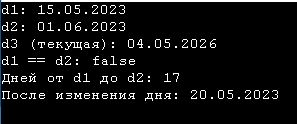 d1: 15.05.2023
d2: 01.06.2023
d3 (текущая): 04.05.2026
d1 == d2: false
Дней от d1 до d2: 17
После изменения дня: 20.05.2023